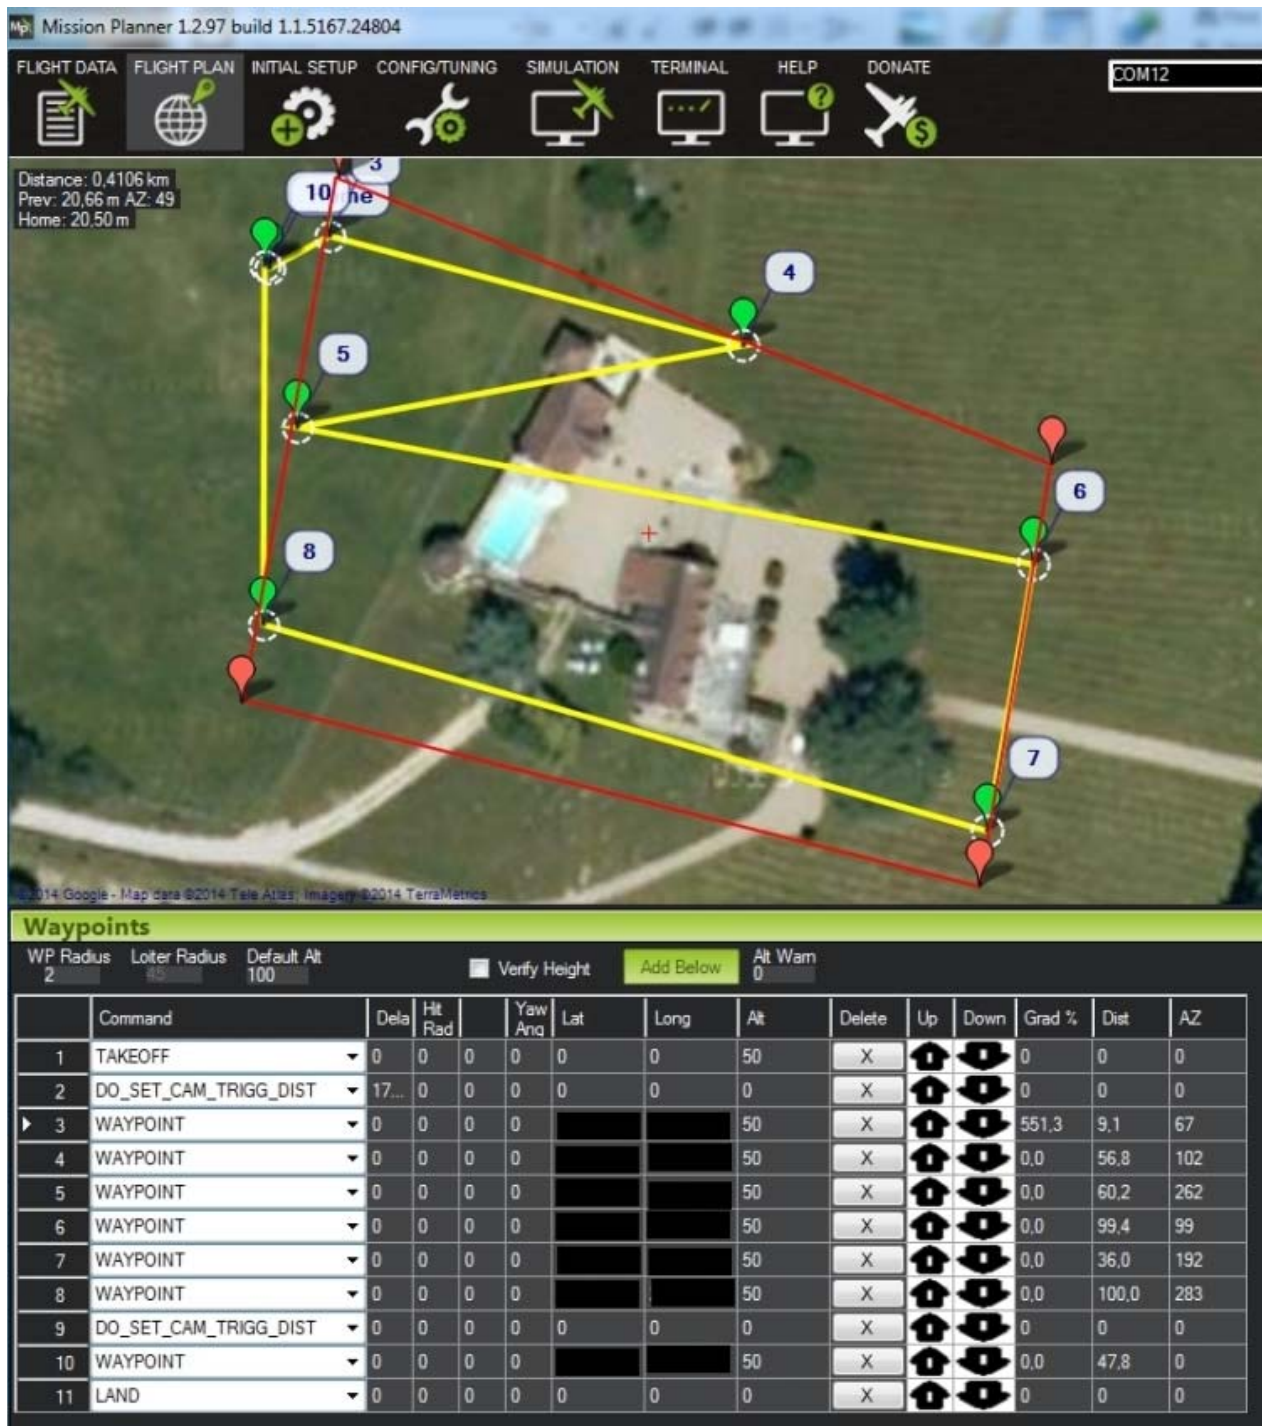 Mission Planner 1.2.97 build 1.1.5167.24804
FLIGHT DATA FLIGHT PLAN INITIAL SETUP CONFIG/TUNING SIMULATION TERMINAL HELP DONATE
COM12
Distance: 0,4106 km
Prev: 20,66 m AZ: 49
Home: 20,50 m
3
10 me
4
5
6
8
7
©2014 Google - Map data ©2014 Tele Atlas, Imagery ©2014 TerraMetrics
Waypoints
WP Radius Loiter Radius Default Alt Alt Warn
2 45 100 Verify Height Add Below 0
Command Dela Hit Rad Yaw Ang Lat Long Alt Delete Up Down Grad % Dist AZ
1 TAKEOFF 0 0 0 0 0 0 50 X 0 0 0
2 DO_SET_CAM_TRIGG_DIST 17... 0 0 0 0 0 0 X 0 0 0
3 WAYPOINT 0 0 0 0 50 X 551,3 9,1 67
4 WAYPOINT 0 0 0 0 50 X 0,0 56,8 102
5 WAYPOINT 0 0 0 0 50 X 0,0 60,2 262
6 WAYPOINT 0 0 0 0 50 X 0,0 99,4 99
7 WAYPOINT 0 0 0 0 50 X 0,0 36,0 192
8 WAYPOINT 0 0 0 0 50 X 0,0 100,0 283
9 DO_SET_CAM_TRIGG_DIST 0 0 0 0 0 0 0 X 0 0 0
10 WAYPOINT 0 0 0 0 50 X 0,0 47,8 0
11 LAND 0 0 0 0 0 0 0 X 0 0 0